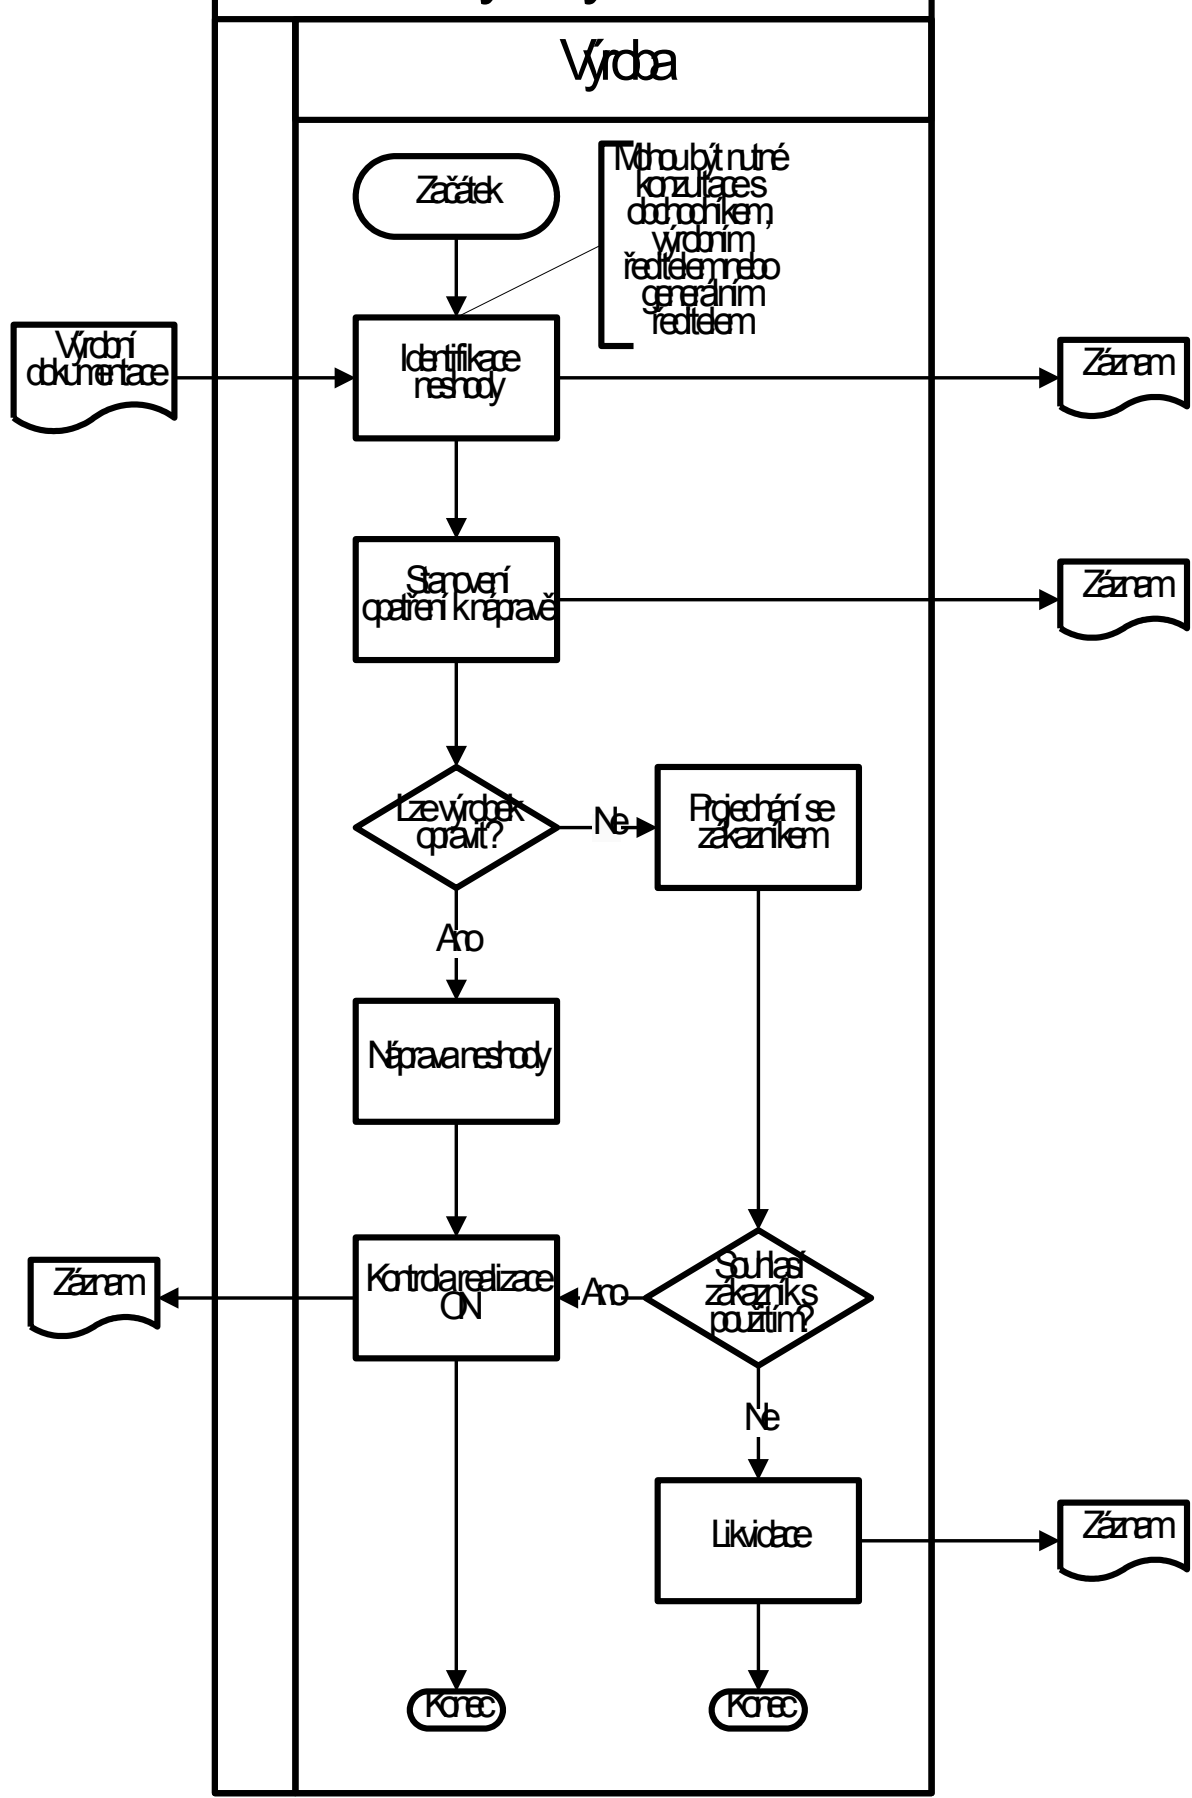 Výroba
Začátek
Mohou být nutné
konzultace s
obchodníkem,
výrobním
ředitelem nebo
generáním
ředitelem
Výrobní
dokumentace
Identifikace
neshody
Záznam
Stanovení
opatření k nápravě
Záznam
Lze výrobek
opravit?
Ne
Projednání se
zákazníkem
Ano
Náprava neshody
Záznam
Kontrola realizace
ON
Ano
Souhlasí
zákazník s
použitím?
Ne
Likvidace
Záznam
Konec
Konec